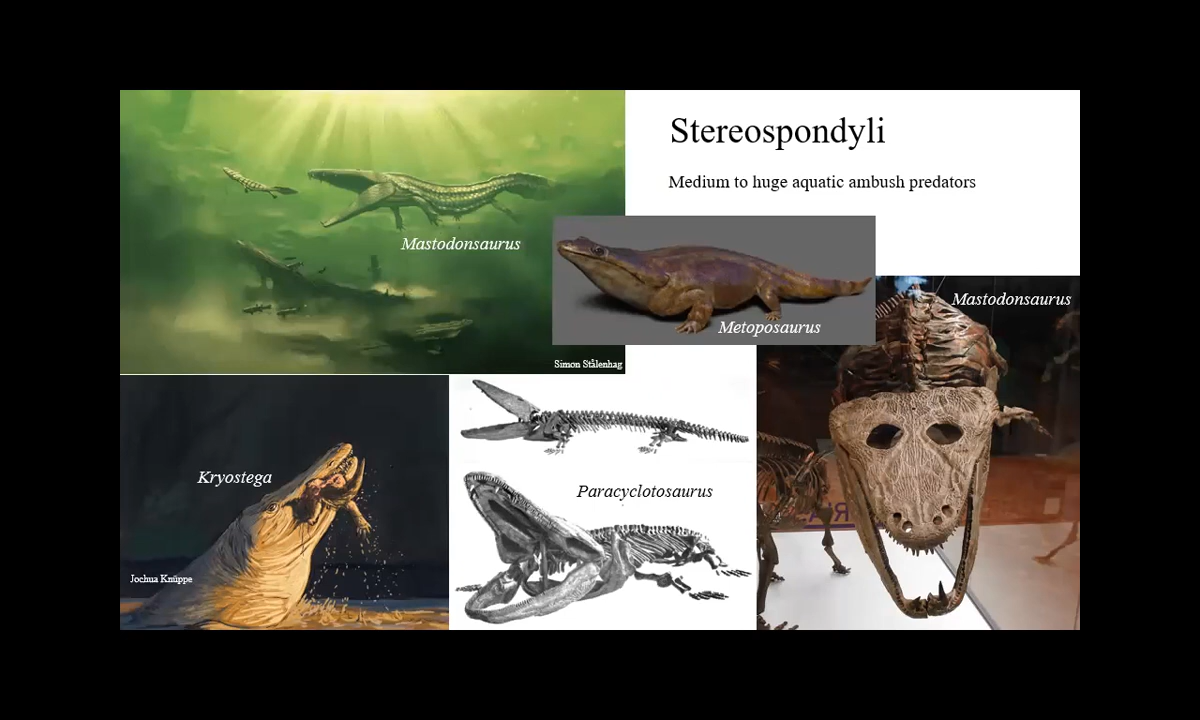 Stereospondyli
Medium to huge aquatic ambush predators
Mastodonsaurus
Simon Stålenhag
Metoposaurus
Mastodonsaurus
Kryostega
Jochua Knüppe
Paracyclotosaurus